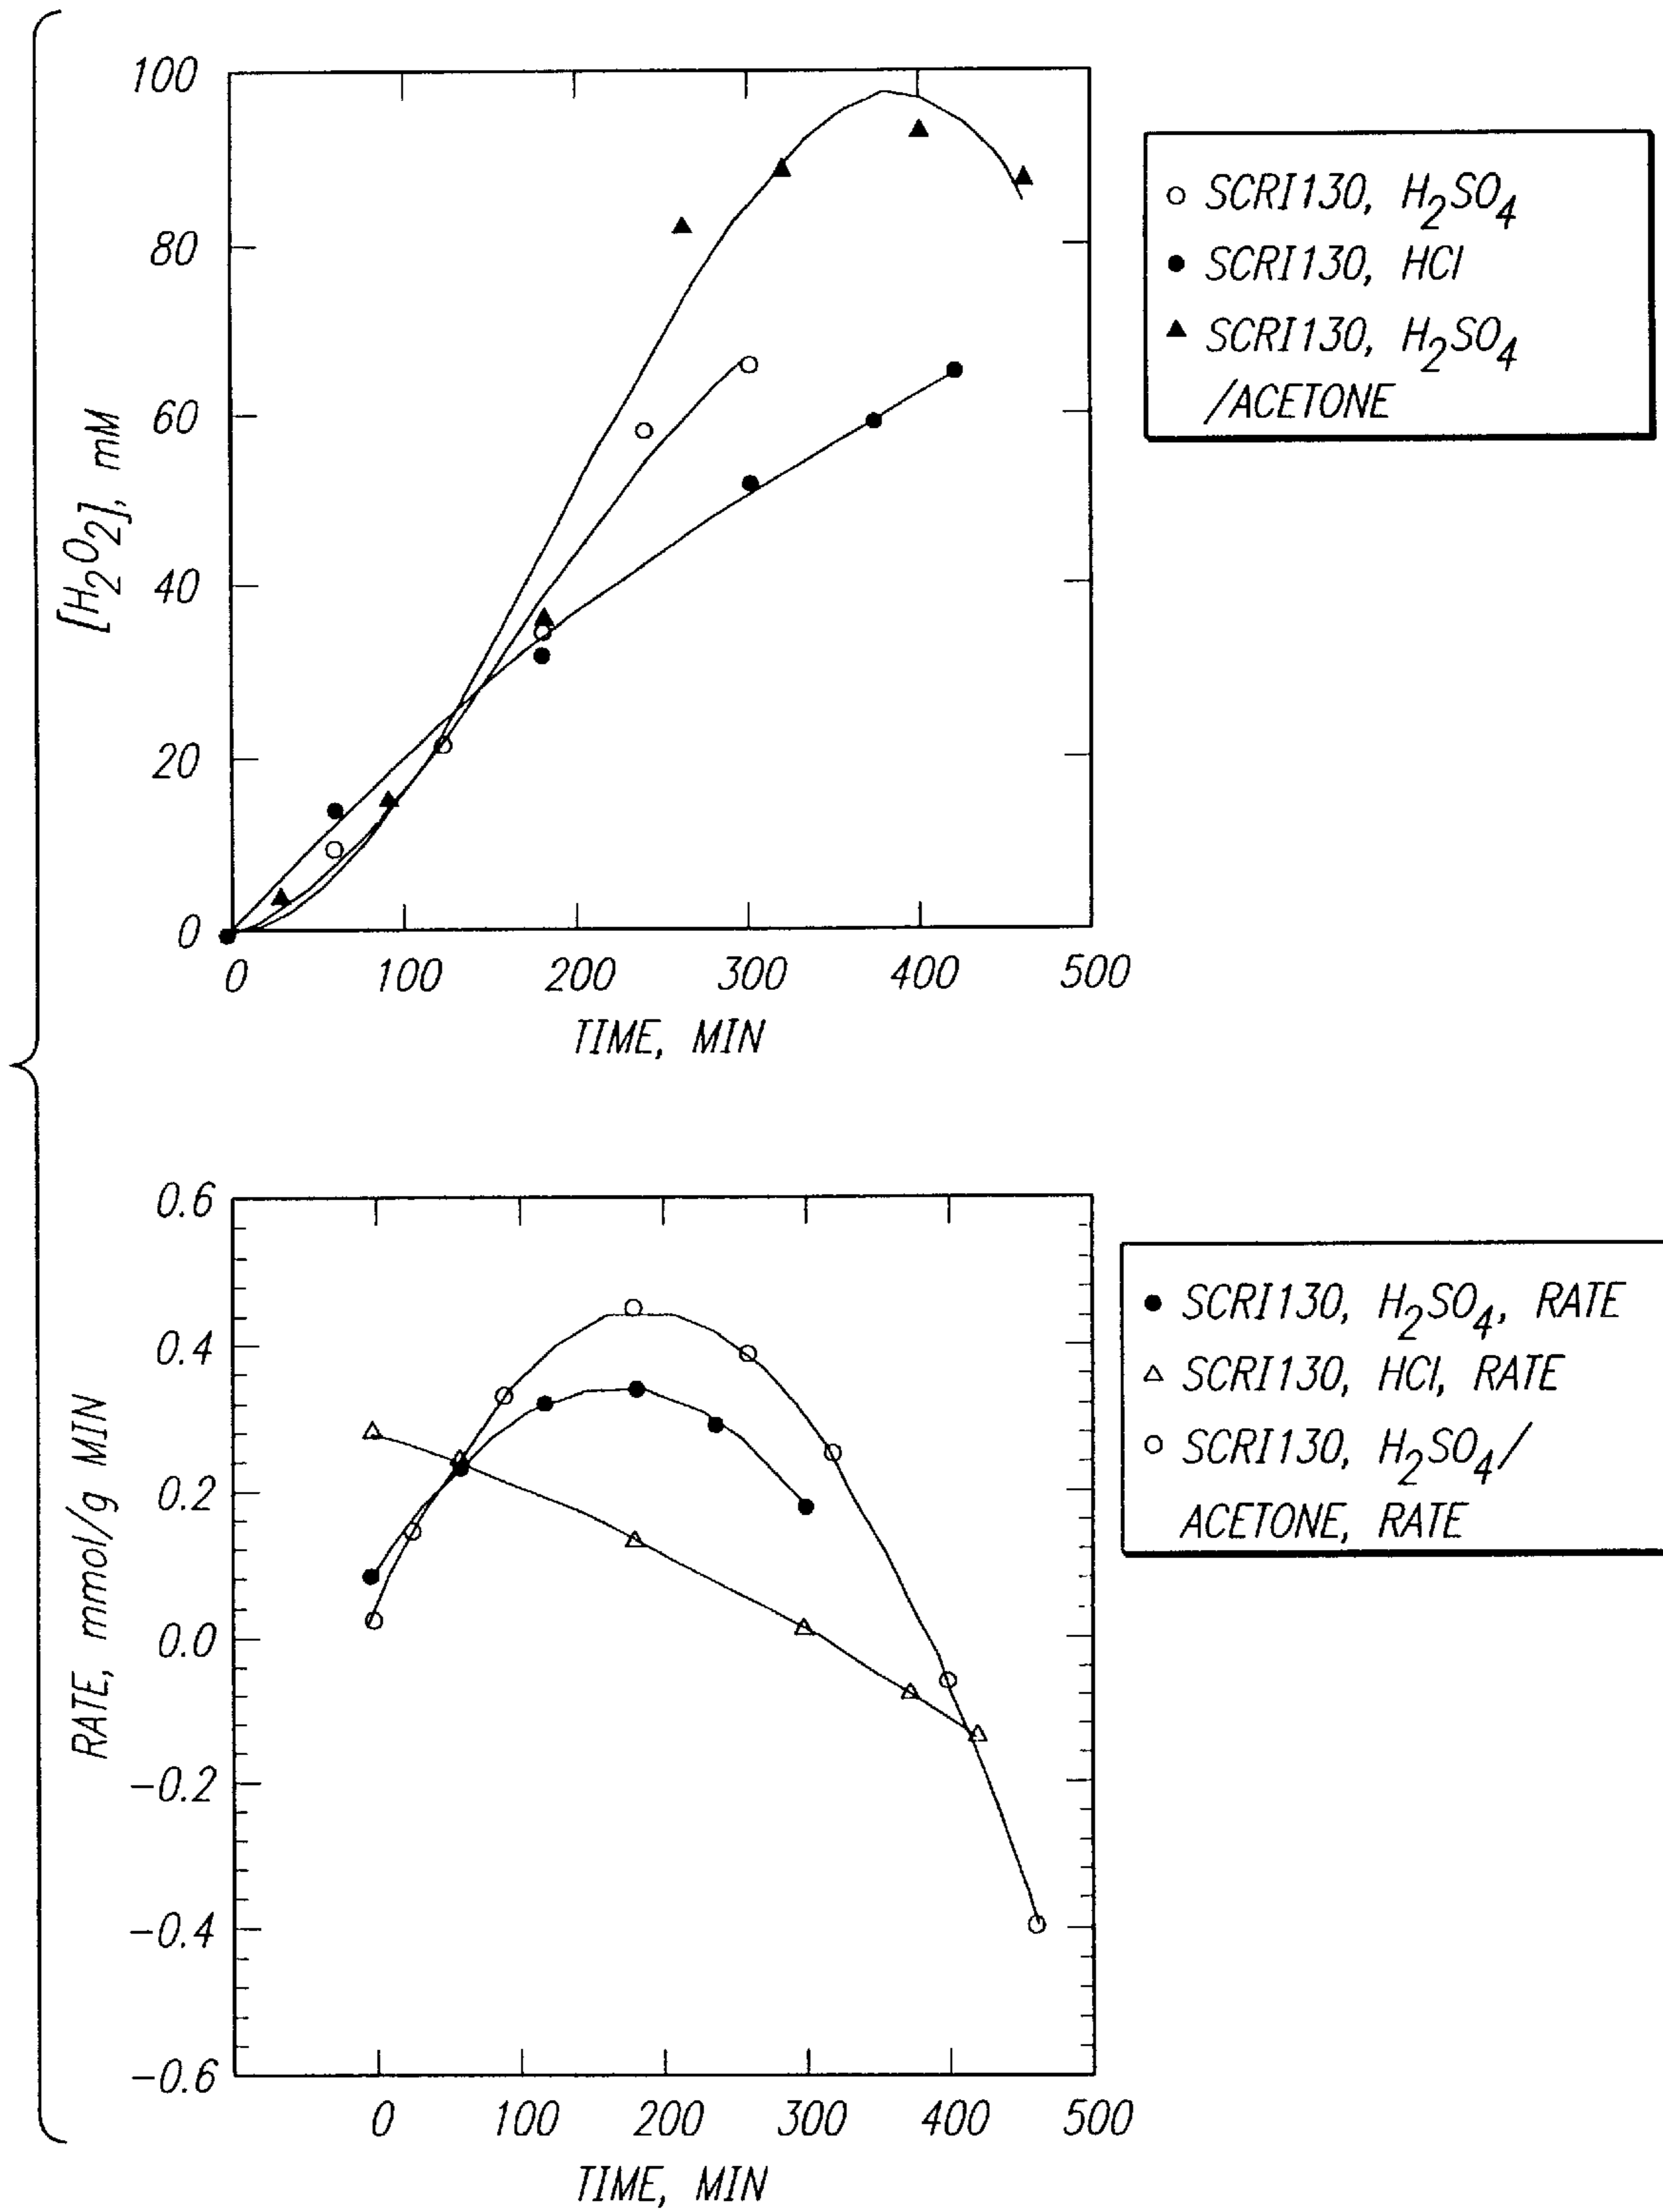 100
80
60
40
20
0
[H2O2], mM
0 100 200 300 400 500
TIME, MIN
SCRI130, H2SO4
SCRI130, HCl
SCRI130, H2SO4
/ACETONE
0.6
0.4
0.2
0.0
-0.2
-0.4
-0.6
RATE, mmol/g MIN
0 100 200 300 400 500
TIME, MIN
SCRI130, H2SO4, RATE
SCRI130, HCl, RATE
SCRI130, H2SO4/
ACETONE, RATE